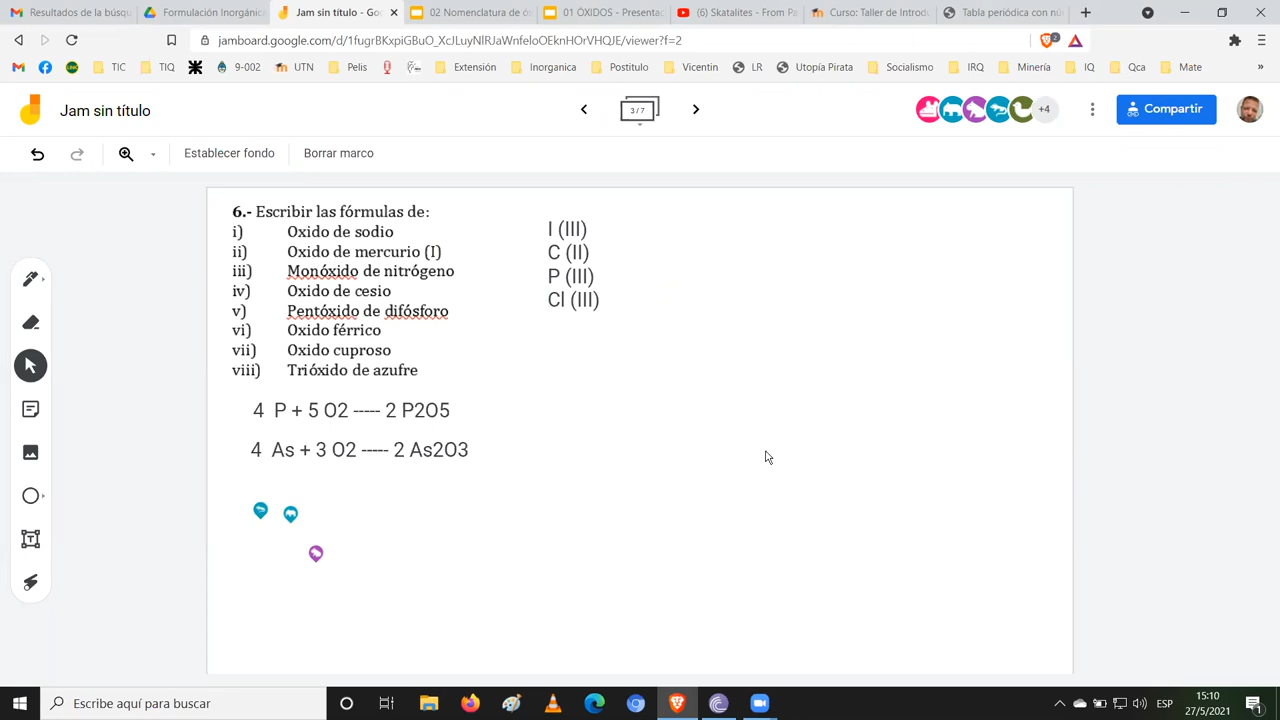 Resultados de la búsqu
Formulación Inorgánic
Jam sin título - Goo
02 Nomenclatura de ós
01 ÓXIDOS - Presentac
(6) Skatalites - From Pa
Curso: Taller de Introdu
Tabla periódica con nú
jamboard.google.com/d/1fugrBKxpiGBuO_XcJLuyNlRJaWnfeloOEknHOrVHQJE/viewer?f=2
2
TIC
TIQ
9-002
UTN
Pelis
Extensión
Inorganica
Postitulo
Vicentin
LR
Utopía Pirata
Socialismo
IRQ
Minería
IQ
Qca
Mate
»
Jam sin título
3 / 7
+4
Compartir
Establecer fondo
Borrar marco
6.- Escribir las fórmulas de:
i) Oxido de sodio
ii) Oxido de mercurio (I)
iii) Monóxido de nitrógeno
iv) Oxido de cesio
v) Pentóxido de difósforo
vi) Oxido férrico
vii) Oxido cuproso
viii) Trióxido de azufre
I (III)
C (II)
P (III)
Cl (III)
4 P + 5 O2 ----- 2 P2O5
4 As + 3 O2 ----- 2 As2O3
Escribe aquí para buscar
ESP
15:10
27/5/2021
1